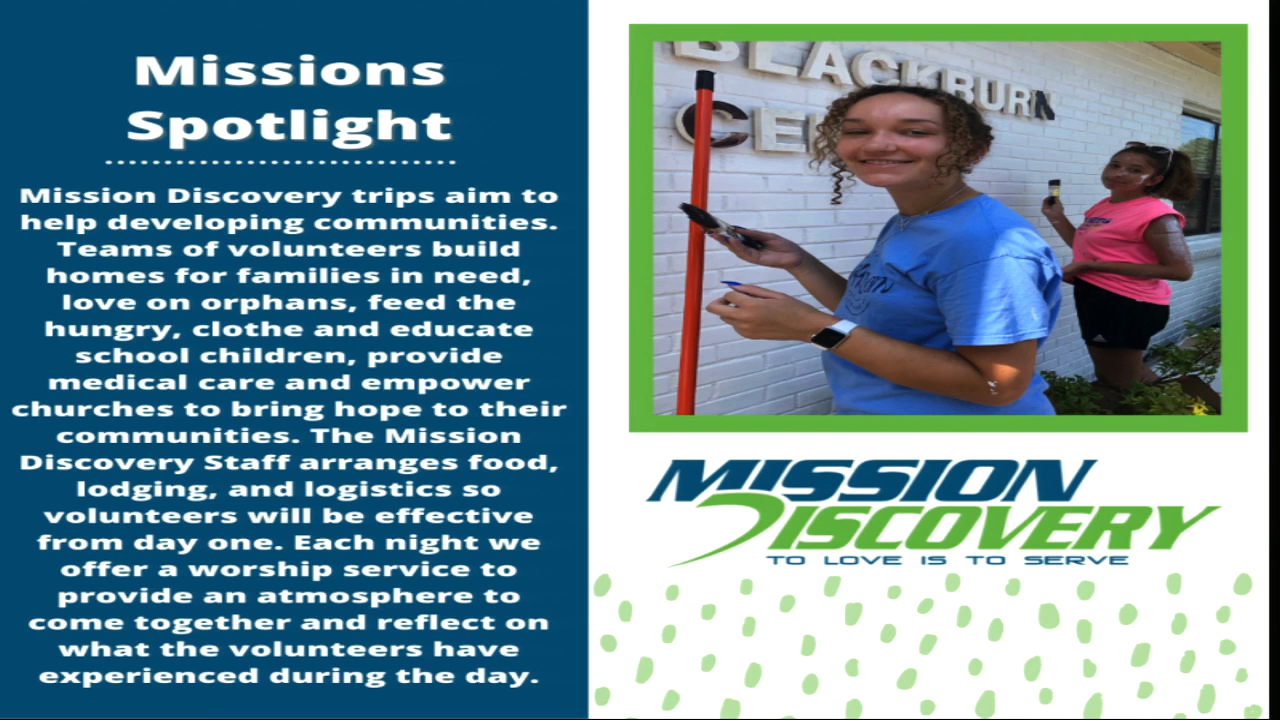 Missions
Spotlight
Mission Discovery trips aim to
help developing communities.
Teams of volunteers build
homes for families in need,
love on orphans, feed the
hungry, clothe and educate
school children, provide
medical care and empower
churches to bring hope to their
communities. The Mission
Discovery Staff arranges food,
lodging, and logistics so
volunteers will be effective
from day one. Each night we
offer a worship service to
provide an atmosphere to
come together and reflect on
what the volunteers have
experienced during the day.
BLACKBURN
MISSION
DISCOVERY
TO LOVE IS TO SERVE